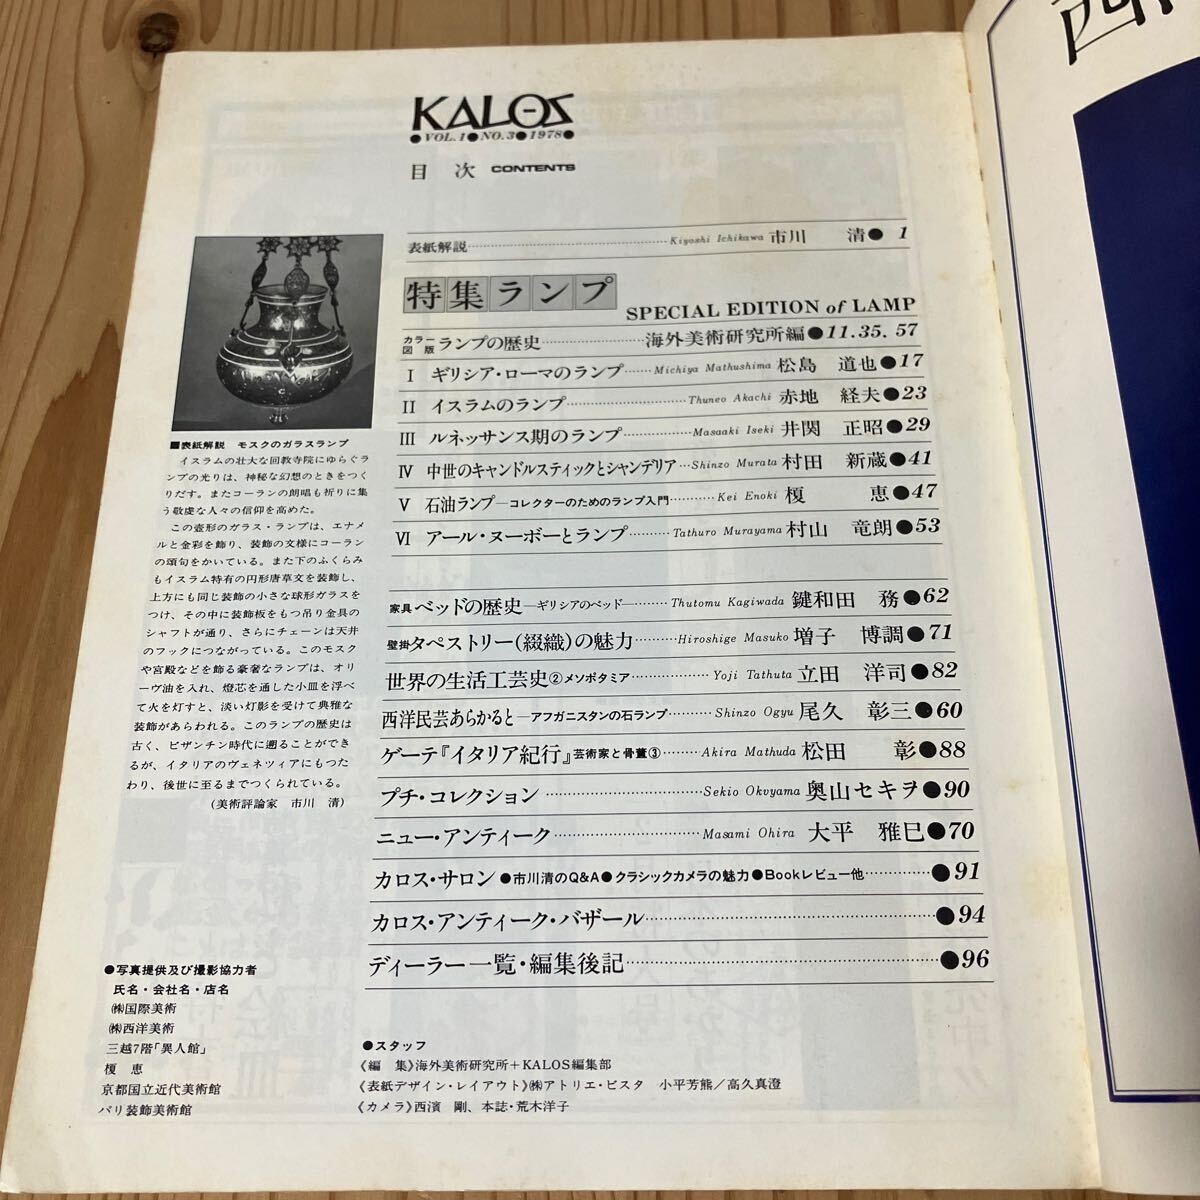 KALOS
●VOL.1●NO.3●1978●
目 次 CONTENTS
表紙解説……Kiyoshi Ichikawa 市川 清● 1
特集ランプ
SPECIAL EDITION of LAMP
カラー図版 ランプの歴史……海外美術研究所編●11.35.57
I ギリシア・ローマのランプ……Michiya Mathushima 松島 道也●17
II イスラムのランプ……Thuneo Akachi 赤地 経夫●23
III ルネッサンス期のランプ……Masaaki Iseki 井関 正昭●29
IV 中世のキャンドルスティックとシャンデリア…Shinzo Murata 村田 新蔵●41
V 石油ランプ―コレクターのためのランプ入門……Kei Enoki 榎 恵●47
VI アール・ヌーボーとランプ……Tathuro Murayama 村山 竜朗●53
家具 ベッドの歴史―ギリシアのベッド―……Thutomu Kagiwada 鍵和田 務●62
壁掛 タペストリー(綴織)の魅力……Hiroshige Masuko 増子 博調●71
世界の生活工芸史②メソポタミア……Yoji Tathuta 立田 洋司●82
西洋民芸あらかると―アフガニスタンの石ランプ……Shinzo Ogyu 尾久 彰三●60
ゲーテ『イタリア紀行』芸術家と骨董③……Akira Mathuda 松田 彰●88
プチ・コレクション……Sekio Okuyama 奥山セキヲ●90
ニュー・アンティーク……Masami Ohira 大平 雅巳●70
カロス・サロン ●市川清のQ&A●クラシックカメラの魅力●Bookレビュー他……●91
カロス・アンティーク・バザール……●94
ディーラー一覧・編集後記……●96
■表紙解説 モスクのガラスランプ
イスラムの壮大な回教寺院にゆらぐラ
ンプの光りは、神秘な幻想のときをつく
りだす。またコーランの朗唱も祈りに集
う敬虔な人々の信仰を高めた。
この壺形のガラス・ランプは、エナメ
ルと金彩を飾り、装飾の文様にコーラン
の頌句をかいている。また下のふくらみ
もイスラム特有の円形唐草文を装飾し、
上方にも同じ装飾の小さな球形ガラスを
つけ、その中に装飾板をもつ吊り金具の
シャフトが通り、さらにチェーンは天井
のフックにつながっている。このモスク
や宮殿などを飾る豪奢なランプは、オリ
ーヴ油を入れ、燈芯を通した小皿を浮べ
て火を灯すと、淡い灯影を受けて典雅な
装飾があらわれる。このランプの歴史は
古く、ビザンチン時代に遡ることができ
るが、イタリアのヴェネツィアにもつた
わり、後世に至るまでつくられている。
(美術評論家 市川 清)
●写真提供及び撮影協力者
氏名・会社名・店名
㈱国際美術
㈱西洋美術
三越7階「異人館」
榎 恵
京都国立近代美術館
パリ装飾美術館
●スタッフ
《編 集》海外美術研究所+KALOS編集部
《表紙デザイン・レイアウト》㈱アトリエ・ビスタ 小平芳熊/高久真澄
《カメラ》西濱 剛、本誌・荒木洋子
西